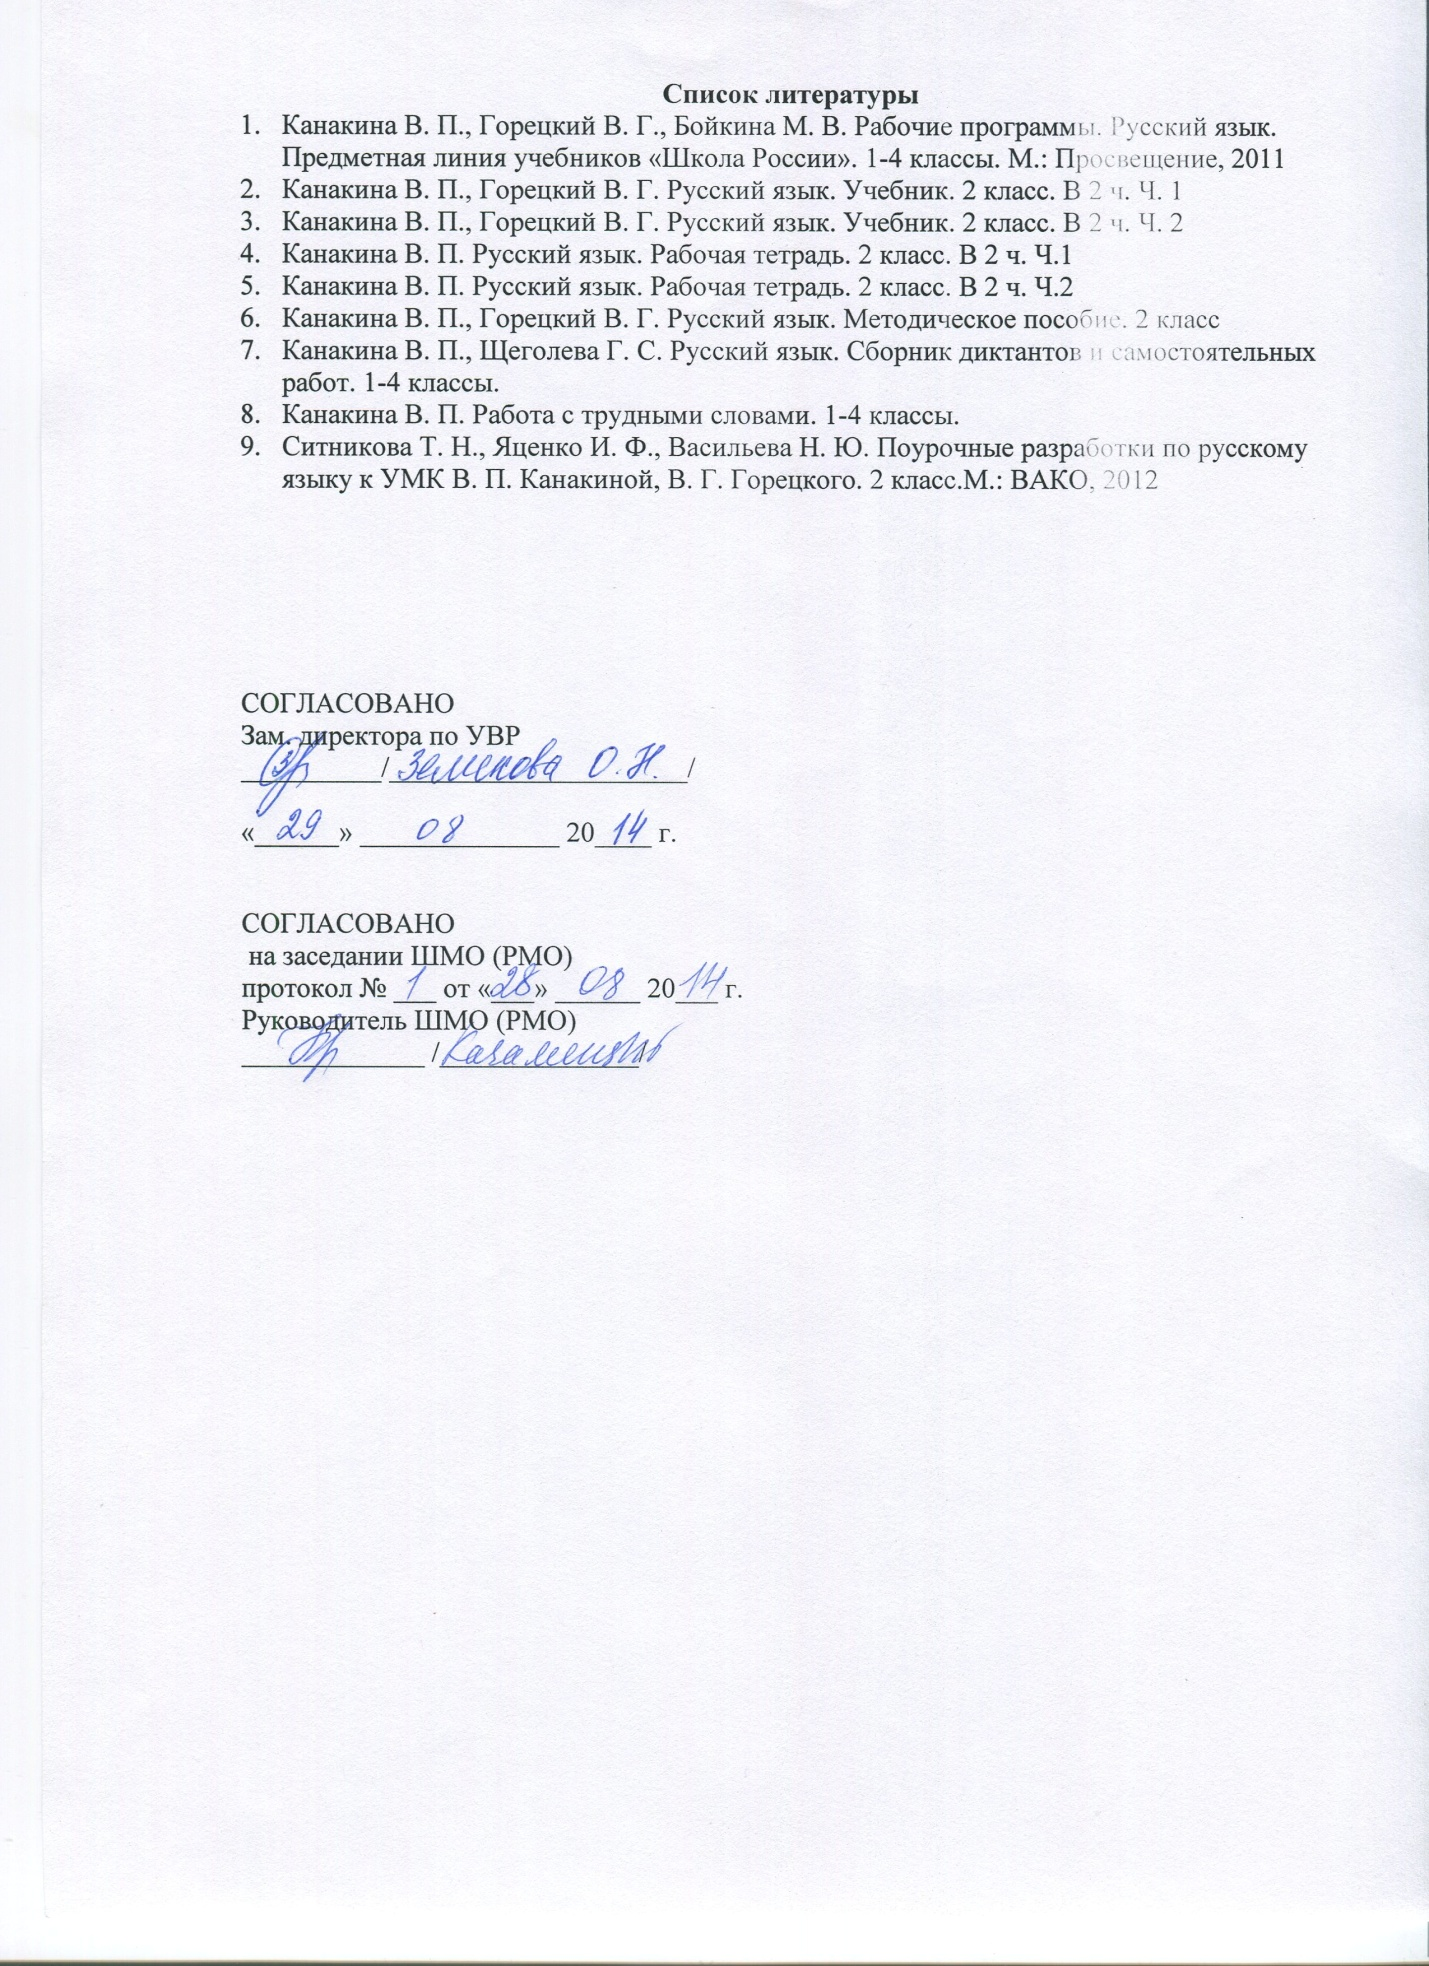 Список литературы
1. Канакина В. П., Горецкий В. Г., Бойкина М. В. Рабочие программы. Русский язык.
Предметная линия учебников «Школа России». 1-4 классы. М.: Просвещение, 2011
2. Канакина В. П., Горецкий В. Г. Русский язык. Учебник. 2 класс. В 2 ч. Ч. 1
3. Канакина В. П., Горецкий В. Г. Русский язык. Учебник. 2 класс. В 2 ч. Ч. 2
4. Канакина В. П. Русский язык. Рабочая тетрадь. 2 класс. В 2 ч. Ч.1
5. Канакина В. П. Русский язык. Рабочая тетрадь. 2 класс. В 2 ч. Ч.2
6. Канакина В. П., Горецкий В. Г. Русский язык. Методическое пособие. 2 класс
7. Канакина В. П., Щеголева Г. С. Русский язык. Сборник диктантов и самостоятельных
работ. 1-4 классы.
8. Канакина В. П. Работа с трудными словами. 1-4 классы.
9. Ситникова Т. Н., Яценко И. Ф., Васильева Н. Ю. Поурочные разработки по русскому
языку к УМК В. П. Канакиной, В. Г. Горецкого. 2 класс.М.: ВАКО, 2012
СОГЛАСОВАНО
Зам. директора по УВР
/ О.Н. /
«29» 08 2014 г.
СОГЛАСОВАНО
на заседании ШМО (РМО)
протокол № 1 от «28» 08 2014 г.
Руководитель ШМО (РМО)
/ /